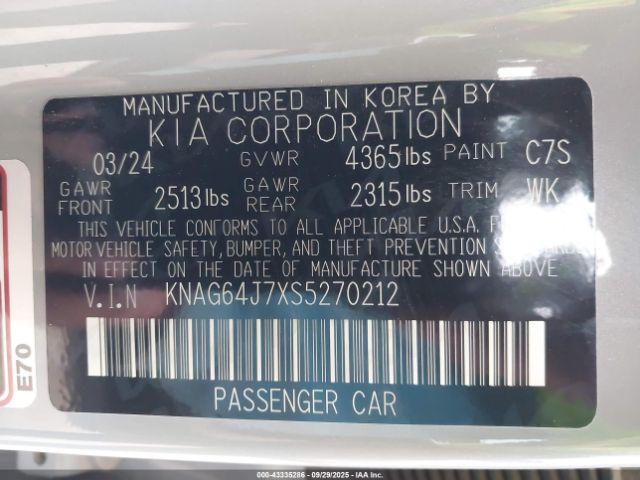 MANUFACTURED IN KOREA BY
KIA CORPORATION
03/24 GVWR 4365 lbs PAINT C7S
GAWR FRONT 2513 lbs GAWR REAR 2315 lbs TRIM WK
THIS VEHICLE CONFORMS TO ALL APPLICABLE U.S.A.
MOTOR VEHICLE SAFETY, BUMPER, AND THEFT PREVENTION
IN EFFECT ON THE DATE OF MANUFACTURE SHOWN ABOVE
V.I.N KNAG64J7XS5270212
PASSENGER CAR
E70
000-43335286 09/29/2025 IAAI.COM